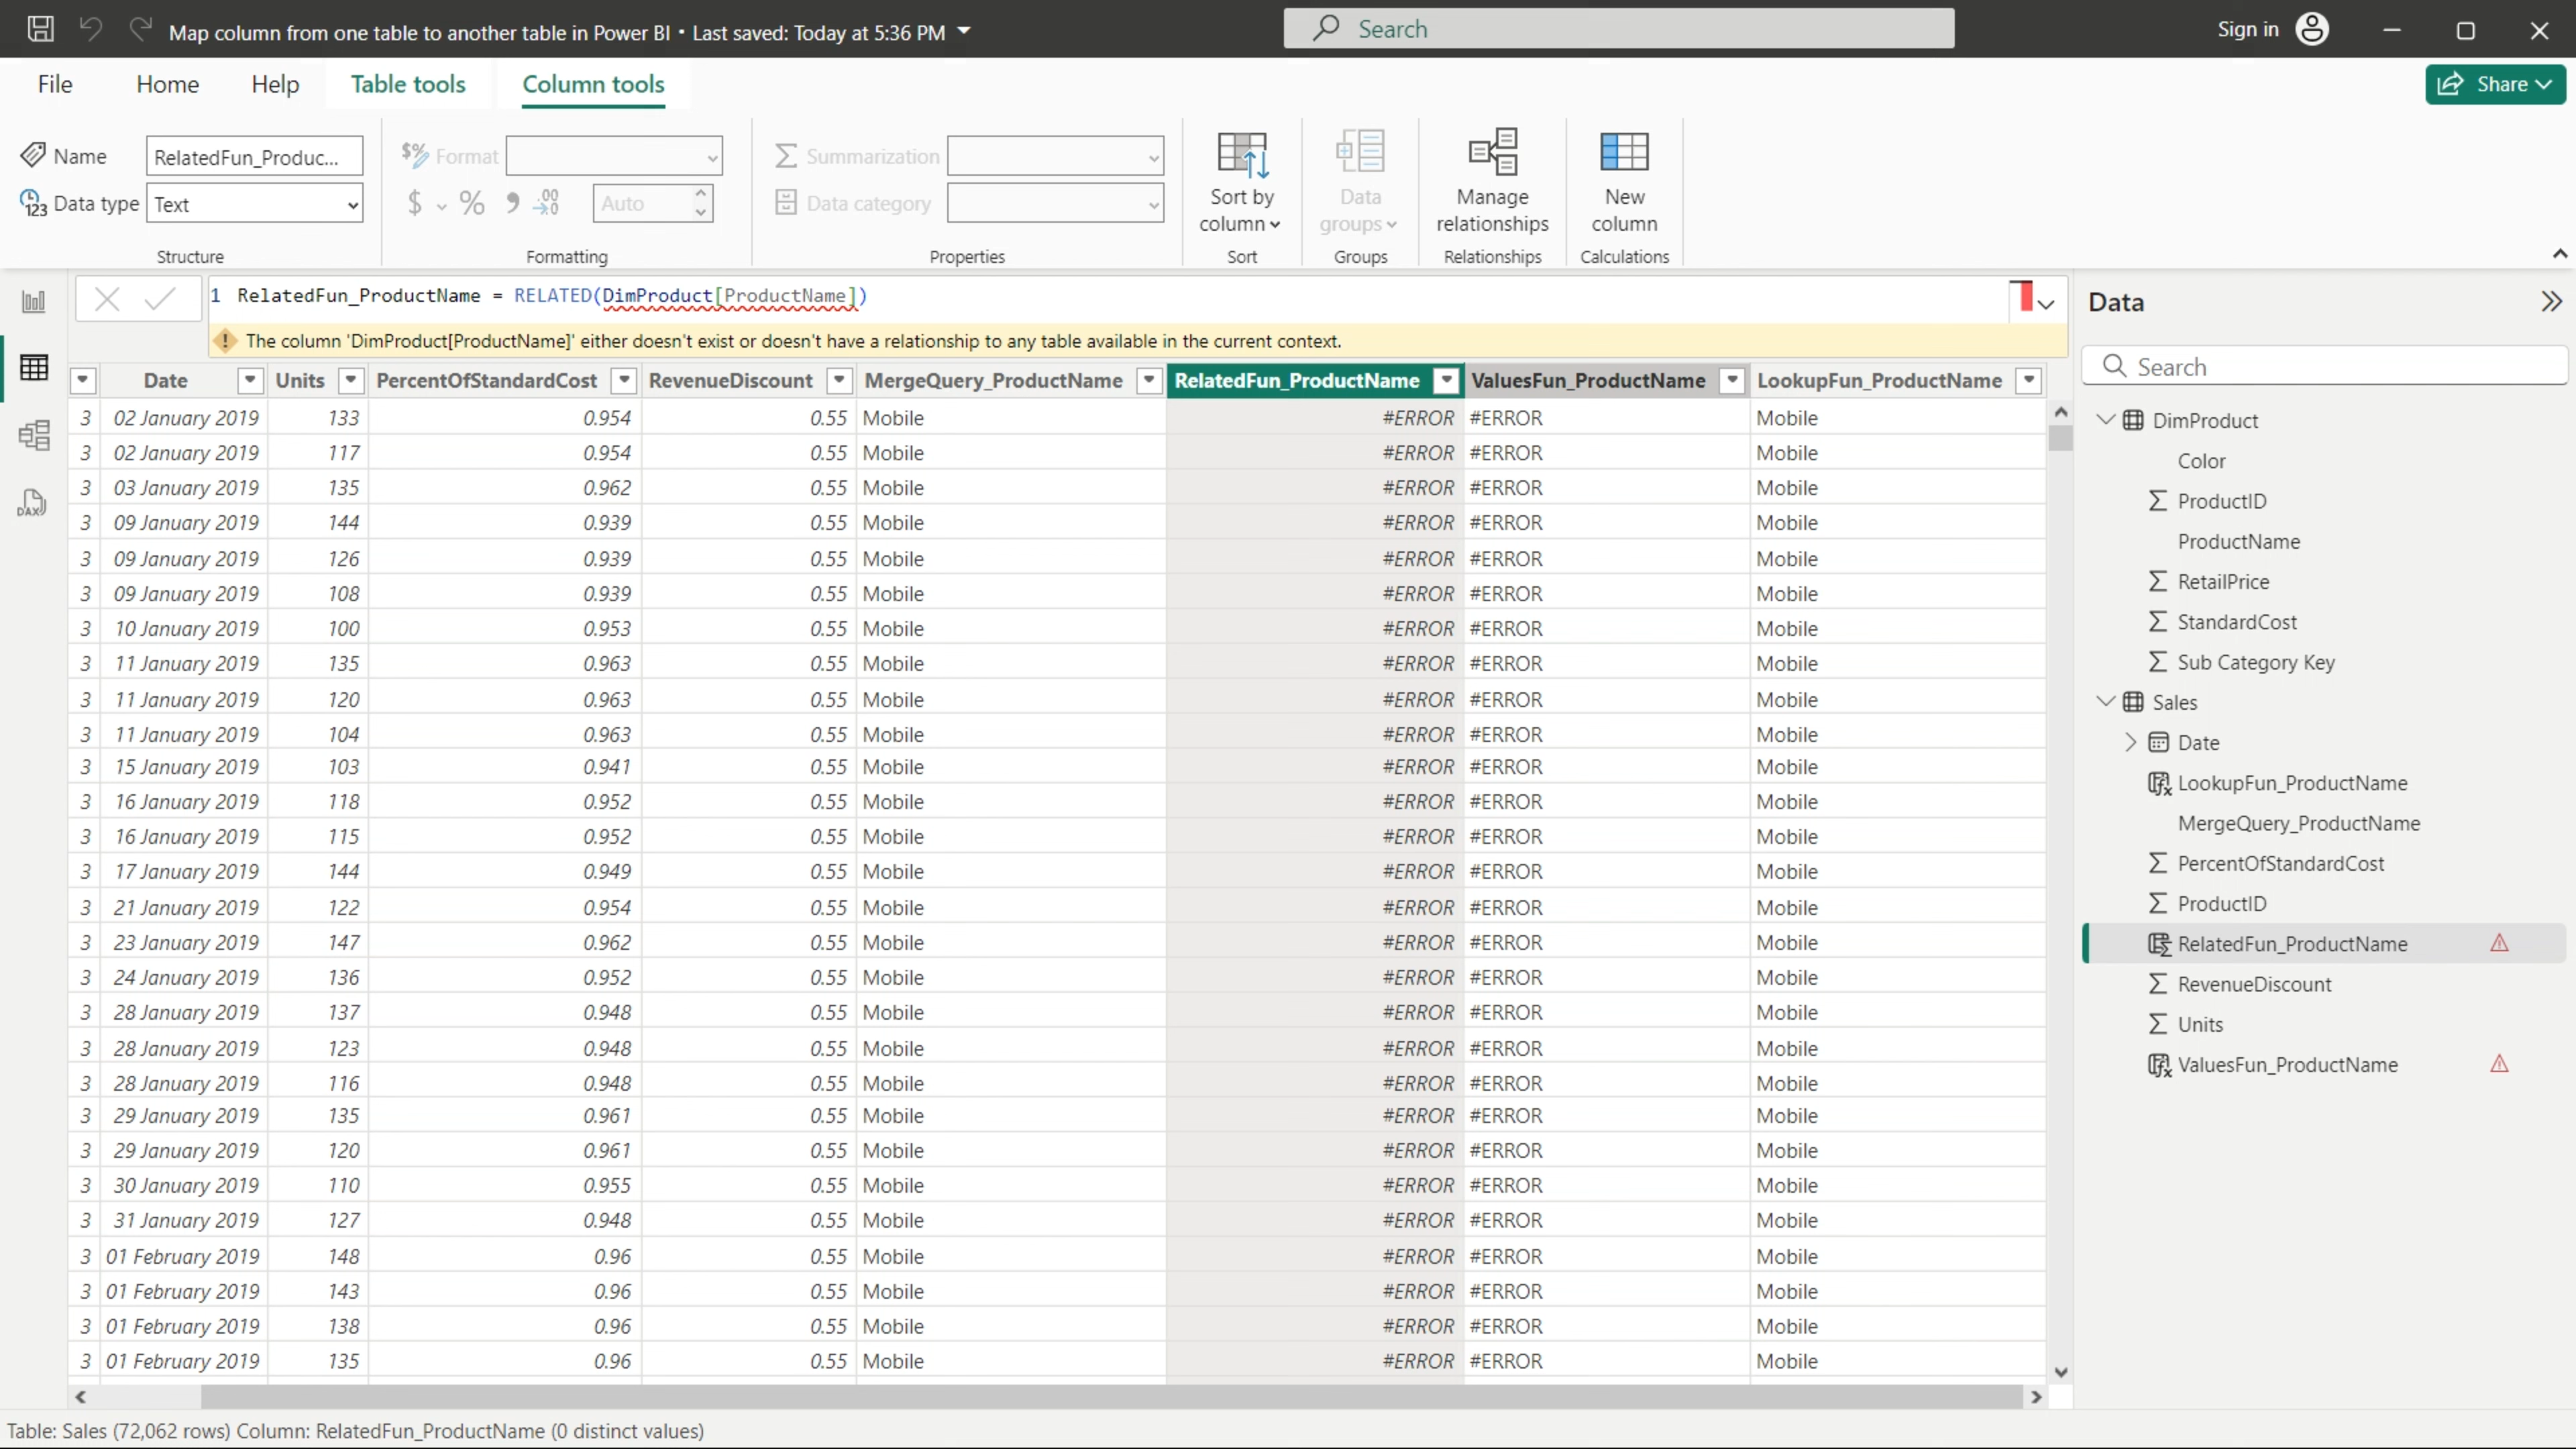 Map column from one table to another table in Power BI • Last saved: Today at 5:36 PM
Search
Sign in
File Home Help Table tools Column tools
Share
Name RelatedFun_Produc...
Data type Text
Structure
$% Format
$ % , .00 Auto
Formatting
Summarization
Data category
Properties
Sort by column
Sort
Data groups
Groups
Manage relationships
Relationships
New column
Calculations
1 RelatedFun_ProductName = RELATED(DimProduct[ProductName])
The column 'DimProduct[ProductName]' either doesn't exist or doesn't have a relationship to any table available in the current context.
Date Units PercentOfStandardCost RevenueDiscount MergeQuery_ProductName RelatedFun_ProductName ValuesFun_ProductName LookupFun_ProductName
3 02 January 2019 133 0.954 0.55 Mobile #ERROR #ERROR Mobile
3 02 January 2019 117 0.954 0.55 Mobile #ERROR #ERROR Mobile
3 03 January 2019 135 0.962 0.55 Mobile #ERROR #ERROR Mobile
3 09 January 2019 144 0.939 0.55 Mobile #ERROR #ERROR Mobile
3 09 January 2019 126 0.939 0.55 Mobile #ERROR #ERROR Mobile
3 09 January 2019 108 0.939 0.55 Mobile #ERROR #ERROR Mobile
3 10 January 2019 100 0.953 0.55 Mobile #ERROR #ERROR Mobile
3 11 January 2019 135 0.963 0.55 Mobile #ERROR #ERROR Mobile
3 11 January 2019 120 0.963 0.55 Mobile #ERROR #ERROR Mobile
3 11 January 2019 104 0.963 0.55 Mobile #ERROR #ERROR Mobile
3 15 January 2019 103 0.941 0.55 Mobile #ERROR #ERROR Mobile
3 16 January 2019 118 0.952 0.55 Mobile #ERROR #ERROR Mobile
3 16 January 2019 115 0.952 0.55 Mobile #ERROR #ERROR Mobile
3 17 January 2019 144 0.949 0.55 Mobile #ERROR #ERROR Mobile
3 21 January 2019 122 0.954 0.55 Mobile #ERROR #ERROR Mobile
3 23 January 2019 147 0.962 0.55 Mobile #ERROR #ERROR Mobile
3 24 January 2019 136 0.952 0.55 Mobile #ERROR #ERROR Mobile
3 28 January 2019 137 0.948 0.55 Mobile #ERROR #ERROR Mobile
3 28 January 2019 123 0.948 0.55 Mobile #ERROR #ERROR Mobile
3 28 January 2019 116 0.948 0.55 Mobile #ERROR #ERROR Mobile
3 29 January 2019 135 0.961 0.55 Mobile #ERROR #ERROR Mobile
3 29 January 2019 120 0.961 0.55 Mobile #ERROR #ERROR Mobile
3 30 January 2019 110 0.955 0.55 Mobile #ERROR #ERROR Mobile
3 31 January 2019 127 0.948 0.55 Mobile #ERROR #ERROR Mobile
3 01 February 2019 148 0.96 0.55 Mobile #ERROR #ERROR Mobile
3 01 February 2019 143 0.96 0.55 Mobile #ERROR #ERROR Mobile
3 01 February 2019 138 0.96 0.55 Mobile #ERROR #ERROR Mobile
3 01 February 2019 135 0.96 0.55 Mobile #ERROR #ERROR Mobile
Data
Search
DimProduct
Color
ProductID
ProductName
RetailPrice
StandardCost
Sub Category Key
Sales
Date
LookupFun_ProductName
MergeQuery_ProductName
PercentOfStandardCost
ProductID
RelatedFun_ProductName
RevenueDiscount
Units
ValuesFun_ProductName
Table: Sales (72,062 rows) Column: RelatedFun_ProductName (0 distinct values)